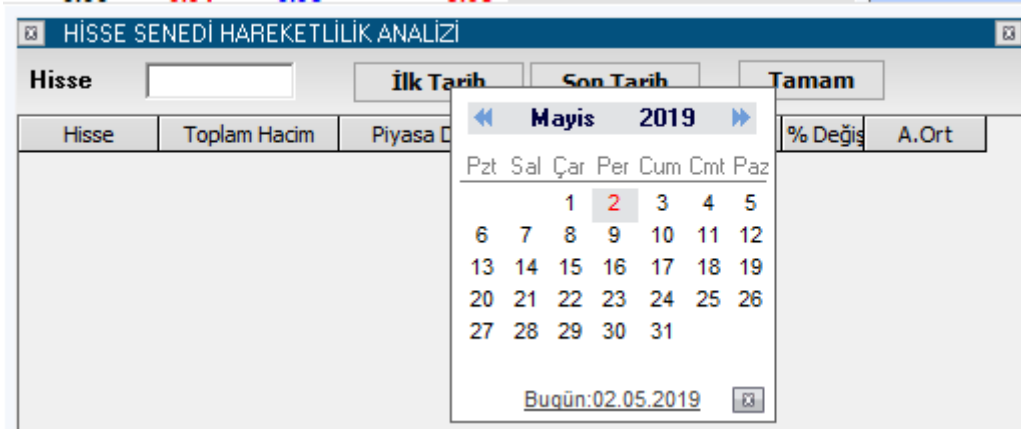 HİSSE SENEDİ HAREKETLİLİK ANALİZİ
Hisse İlk Tarih Son Tarih Tamam
Hisse Toplam Hacim Piyasa % Değiş A.Ort
Mayis 2019
Pzt Sal Çar Per Cum Cmt Paz
1 2 3 4 5
6 7 8 9 10 11 12
13 14 15 16 17 18 19
20 21 22 23 24 25 26
27 28 29 30 31
Bugün:02.05.2019